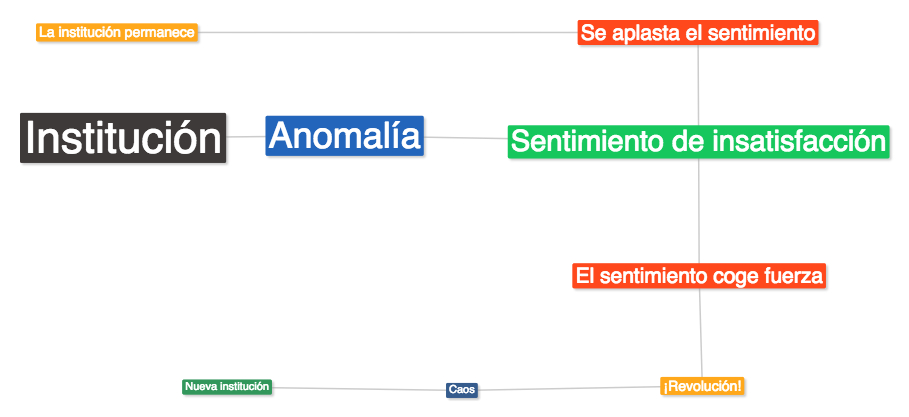 La institución permanece
Se aplasta el sentimiento
Institución
Anomalía
Sentimiento de insatisfacción
El sentimiento coge fuerza
Nueva institución
Caos
¡Revolución!